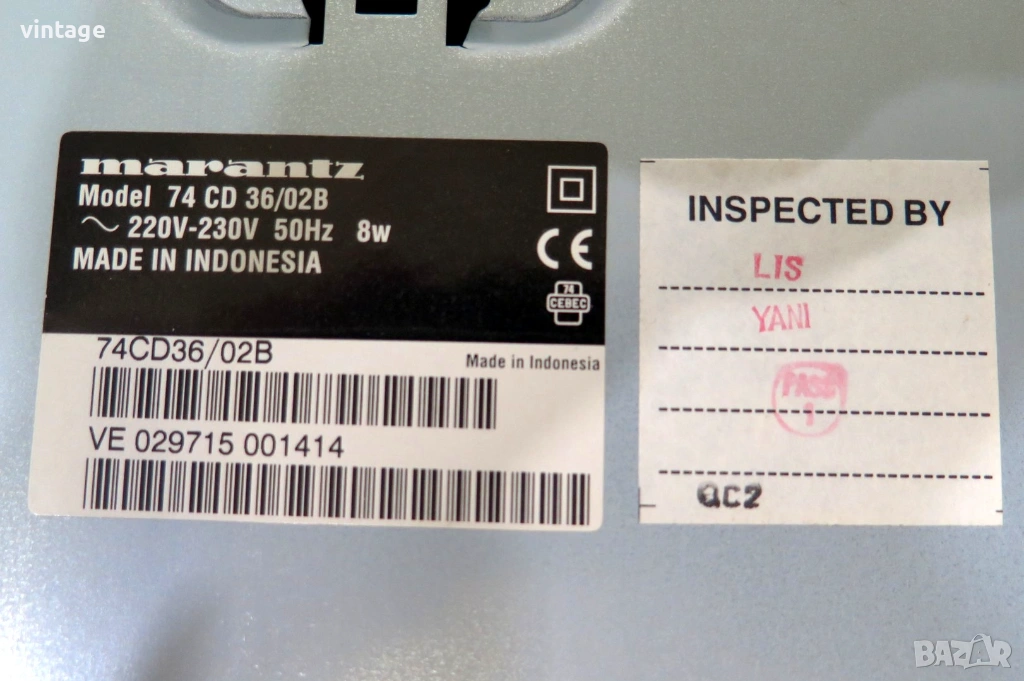 vintage
marantz
Model 74 CD 36/02B
~ 220V-230V 50Hz 8w
MADE IN INDONESIA
CE
74
CEBEC
74CD36/02B
Made in Indonesia
VE 029715 001414
INSPECTED BY
LIS
YANI
PASS
1
QC2
BAZAR